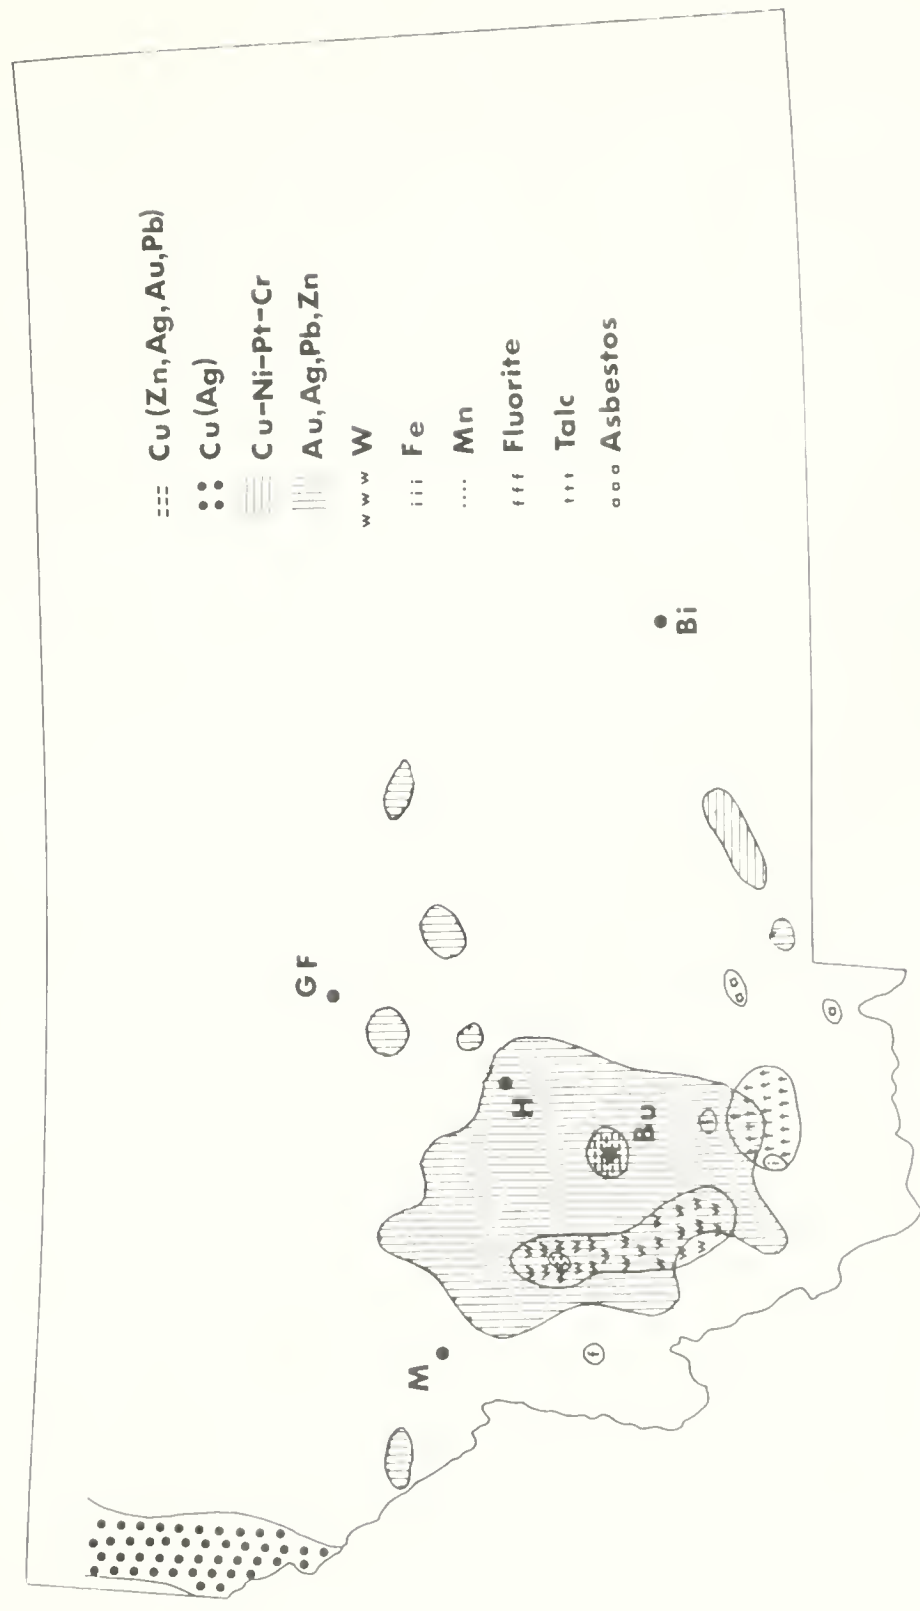 === Cu(Zn,Ag,Au,Pb)
Cu(Ag)
Cu-Ni-Pt-Cr
Au,Ag,Pb,Zn
w w w W
i i i Fe
.... Mn
f f f Fluorite
t t t Talc
a a a Asbestos
GF
H
Bu
M
Bi
f
f
i
a a
a